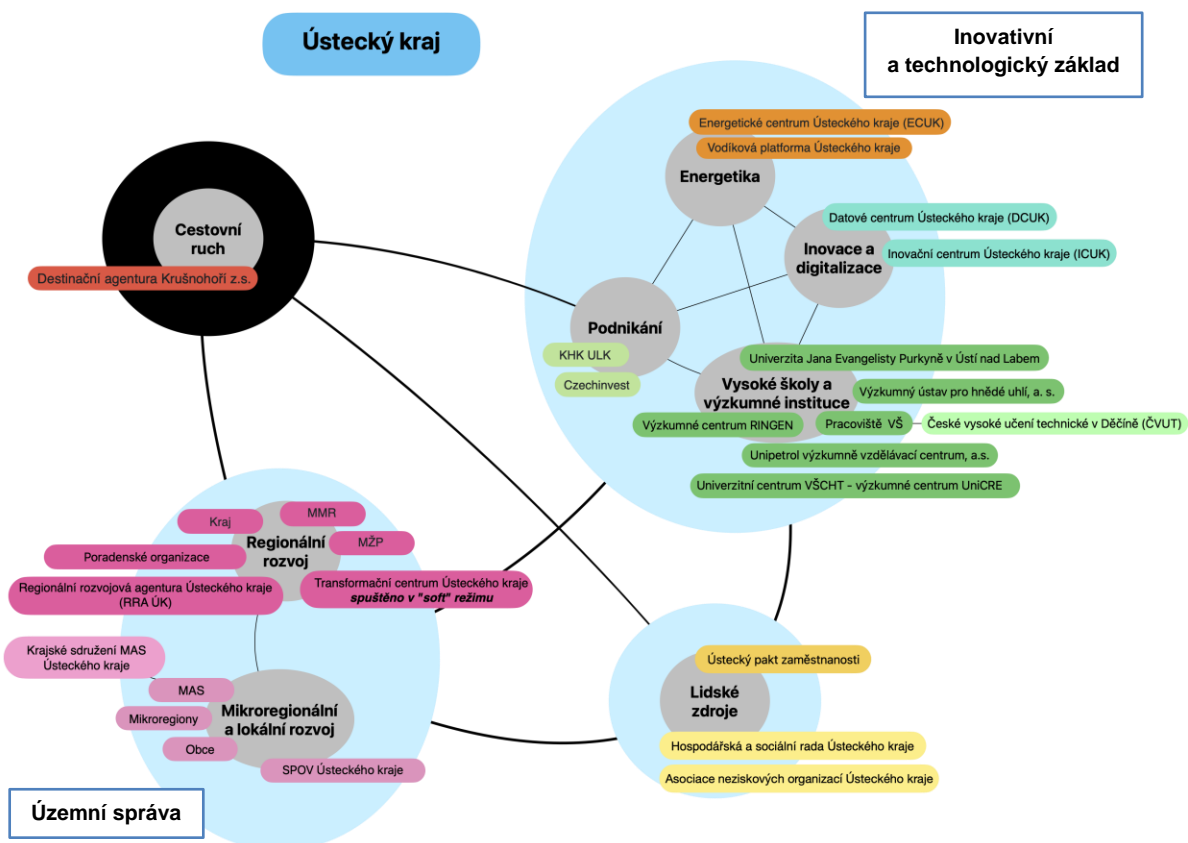 Ústecký kraj
Inovativní
a technologický základ
Energetické centrum Ústeckého kraje (ECUK)
Vodíková platforma Ústeckého kraje
Energetika
Cestovní
ruch
Destinační agentura Krušnohoří z.s.
Datové centrum Ústeckého kraje (DCUK)
Inovace a
digitalizace
Inovační centrum Ústeckého kraje (ICUK)
Podnikání
KHK ULK
Czechinvest
Univerzita Jana Evangelisty Purkyně v Ústí nad Labem
Vysoké školy a
výzkumné instituce
Výzkumný ústav pro hnědé uhlí, a. s.
Výzkumné centrum RINGEN
Pracoviště VŠ
České vysoké učení technické v Děčíně (ČVUT)
Unipetrol výzkumně vzdělávací centrum, a.s.
Univerzitní centrum VŠCHT - výzkumné centrum UniCRE
Kraj
MMR
Regionální
rozvoj
MŽP
Poradenské organizace
Regionální rozvojová agentura Ústeckého kraje
(RRA ÚK)
Transformační centrum Ústeckého kraje
spuštěno v "soft" režimu
Krajské sdružení MAS
Ústeckého kraje
MAS
Mikroregiony
Mikroregionální
a lokální rozvoj
Obce
SPOV Ústeckého kraje
Územní správa
Ústecký pakt zaměstnanosti
Lidské
zdroje
Hospodářská a sociální rada Ústeckého kraje
Asociace neziskových organizací Ústeckého kraje